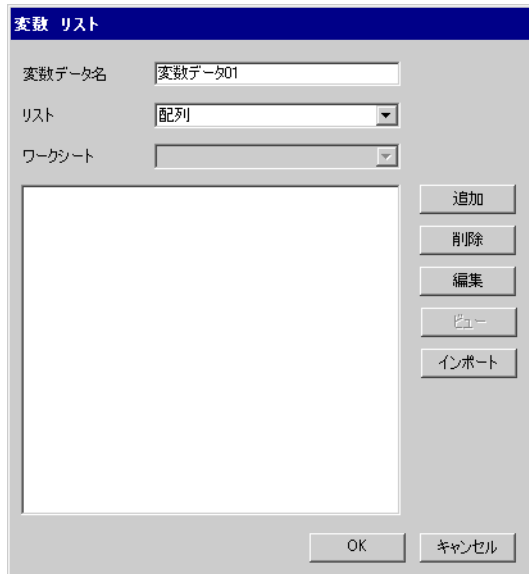 変数 リスト
変数データ名 変数データ01
リスト 配列
ワークシート
追加
削除
編集
ビュー
インポート
OK キャンセル